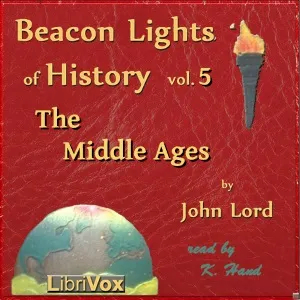 Beacon Lights
of History vol. 5
The
Middle Ages
by
John Lord
read by
K. Hand
LibriVox